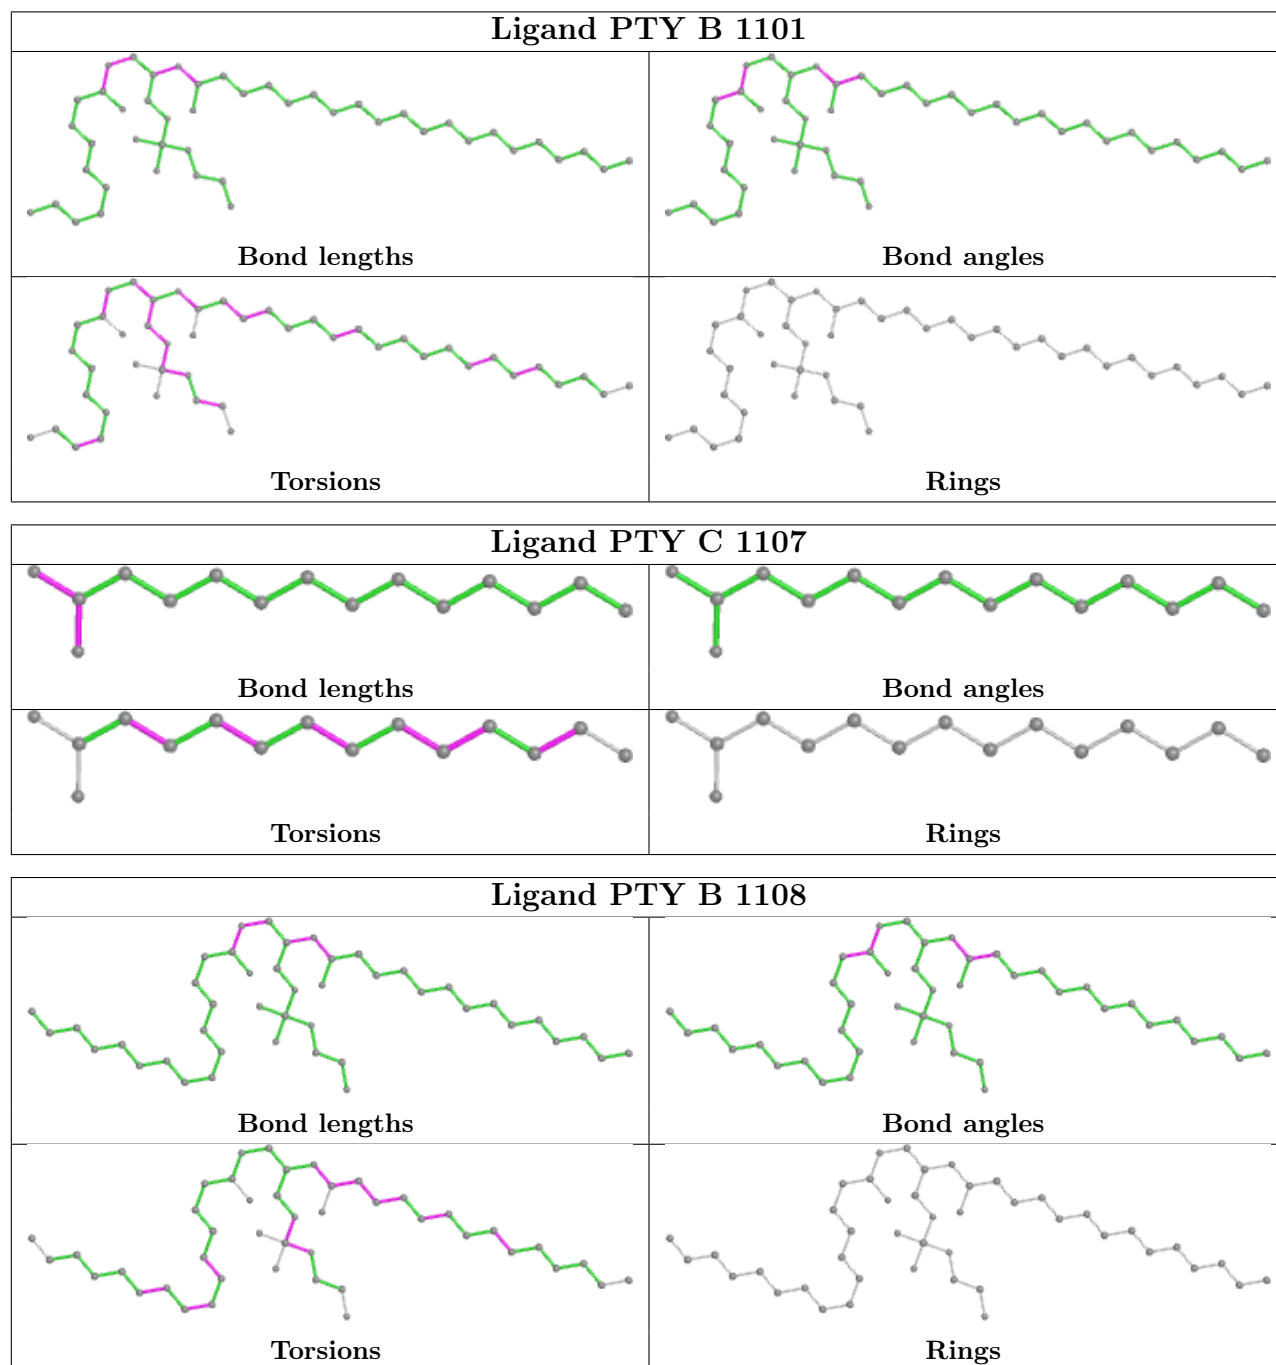 Ligand PTY B 1101
Bond lengths
Bond angles
Torsions
Rings
Ligand PTY C 1107
Bond lengths
Bond angles
Torsions
Rings
Ligand PTY B 1108
Bond lengths
Bond angles
Torsions
Rings